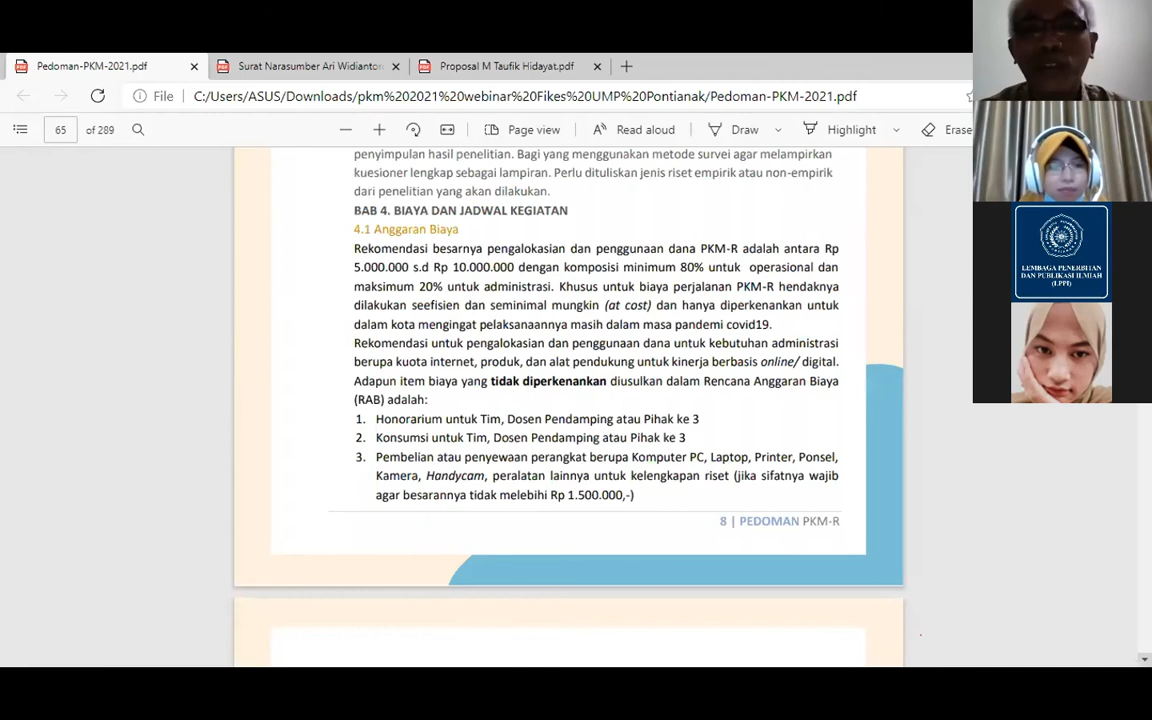 Pedoman-PKM-2021.pdf
Surat Narasumber Ari Widianto
Proposal M Taufik Hidayat.pdf
File
C:/Users/ASUS/Downloads/pkm%202021%20webinar%20Fikes%20UMP%20Pontianak/Pedoman-PKM-2021.pdf
65 of 289
Page view
Read aloud
Draw
Highlight
Erase
penyimpulan hasil penelitian. Bagi yang menggunakan metode survei agar melampirkan
kuesioner lengkap sebagai lampiran. Perlu dituliskan jenis riset empirik atau non-empirik
dari penelitian yang akan dilakukan.
BAB 4. BIAYA DAN JADWAL KEGIATAN
4.1 Anggaran Biaya
Rekomendasi besarnya pengalokasian dan penggunaan dana PKM-R adalah antara Rp
5.000.000 s.d Rp 10.000.000 dengan komposisi minimum 80% untuk operasional dan
maksimum 20% untuk administrasi. Khusus untuk biaya perjalanan PKM-R hendaknya
dilakukan seefisien dan seminimal mungkin (at cost) dan hanya diperkenankan untuk
dalam kota mengingat pelaksanaannya masih dalam masa pandemi covid19.
Rekomendasi untuk pengalokasian dan penggunaan dana untuk kebutuhan administrasi
berupa kuota internet, produk, dan alat pendukung untuk kinerja berbasis online/ digital.
Adapun item biaya yang tidak diperkenankan diusulkan dalam Rencana Anggaran Biaya
(RAB) adalah:
1. Honorarium untuk Tim, Dosen Pendamping atau Pihak ke 3
2. Konsumsi untuk Tim, Dosen Pendamping atau Pihak ke 3
3. Pembelian atau penyewaan perangkat berupa Komputer PC, Laptop, Printer, Ponsel,
Kamera, Handycam, peralatan lainnya untuk kelengkapan riset (jika sifatnya wajib
agar besarannya tidak melebihi Rp 1.500.000,-)
8 | PEDOMAN PKM-R
LEMBAGA PENERBITAN
DAN PUBLIKASI ILMIAH
(LPPI)